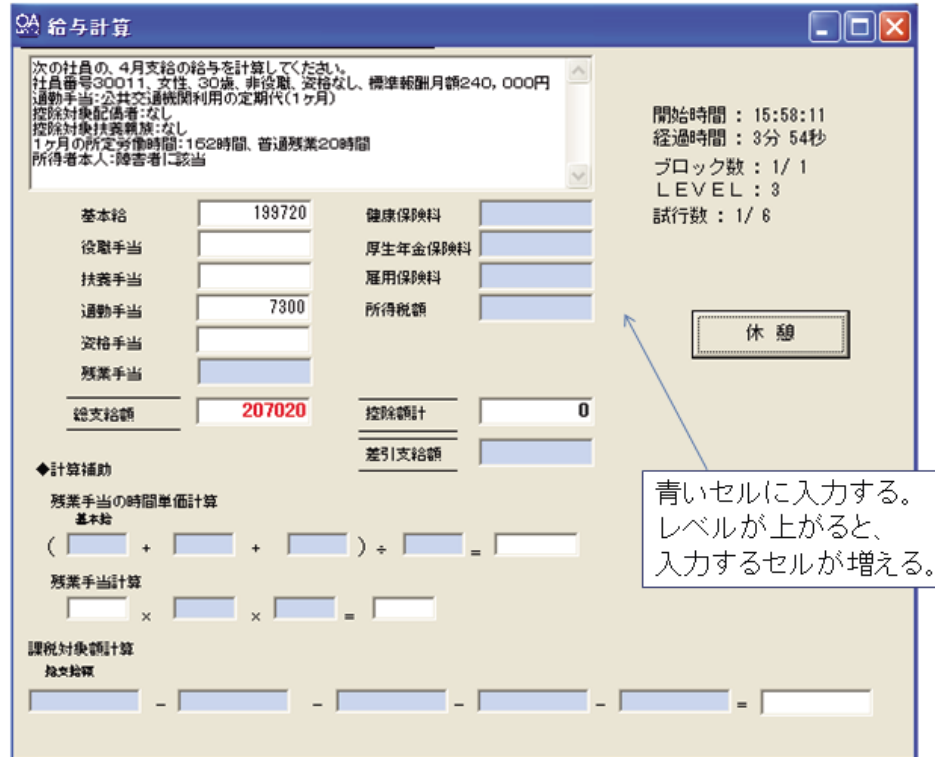 QA 給与計算
次の社員の、4月支給の給与を計算してください。
社員番号30011、女性、30歳、非役職、資格なし、標準報酬月額240,000円
通勤手当:公共交通機関利用の定期代(1ヶ月)
控除対象配偶者:なし
控除対象扶養親族:なし
1ヶ月の所定労働時間:152時間、普通残業20時間
所得者本人:障害者に該当
開始時間 : 15:58:11
経過時間 : 3分 54秒
ブロック数 : 1/ 1
LEVEL : 3
試行数 : 1/ 6
休 憩
基本給 199720
役職手当
扶養手当
通勤手当 7300
資格手当
残業手当
総支給額 207020
健康保険料
厚生年金保険料
雇用保険料
所得税額
控除額計 0
差引支給額
青いセルに入力する。
レベルが上がると、
入力するセルが増える。
◆計算補助
残業手当の時間単価計算
基本給
( + + ) ÷ =
残業手当計算
× × =
課税対象額計算
総支給額
- - - - =